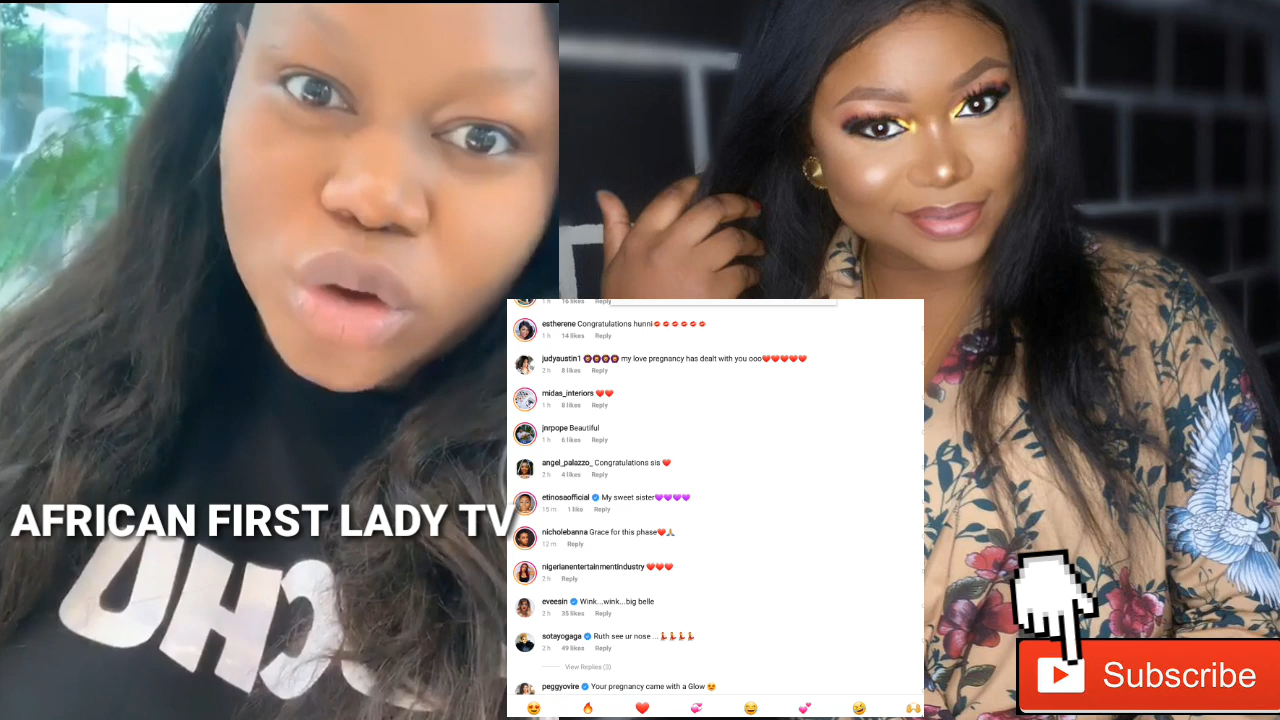 1 h 16 likes Reply
estherene Congratulations hunni💋💋💋💋💋💋
1 h 14 likes Reply
judyaustin1 my love pregnancy has dealt with you ooo❤️❤️❤️❤️❤️
2 h 8 likes Reply
midas_interiors ❤️❤️
1 h 8 likes Reply
jnrpope Beautiful
1 h 6 likes Reply
angel_palazzo_ Congratulations sis ❤️
2 h 4 likes Reply
etinosaofficial My sweet sister💜💜💜💜
15 m 1 like Reply
AFRICAN FIRST LADY TV
nicholebanna Grace for this phase❤️🙏🏽
12 m Reply
nigerianentertainmentindustry ❤️❤️❤️
2 h Reply
eveesin Wink...wink...big belle
2 h 35 likes Reply
sotayogaga Ruth see ur nose ...💃💃💃💃
2 h 49 likes Reply
View Replies (3)
peggyovire Your pregnancy came with a Glow 😍
Subscribe